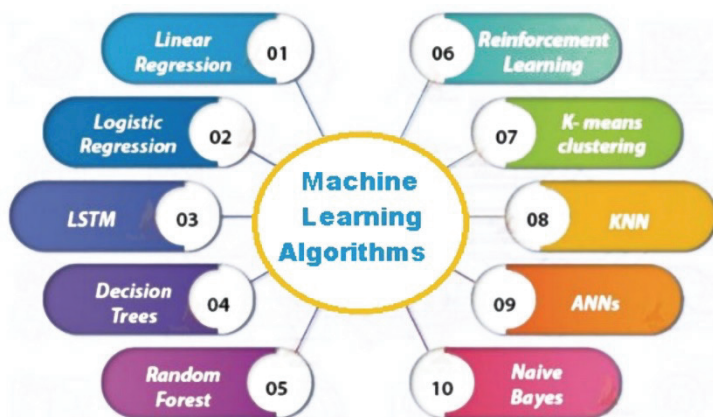 Linear
Regression
01
Logistic
Regression
02
LSTM
03
Decision
Trees
04
Random
Forest
05
Machine
Learning
Algorithms
06
Reinforcement
Learning
07
K- means
clustering
08
KNN
09
ANNs
10
Naive
Bayes